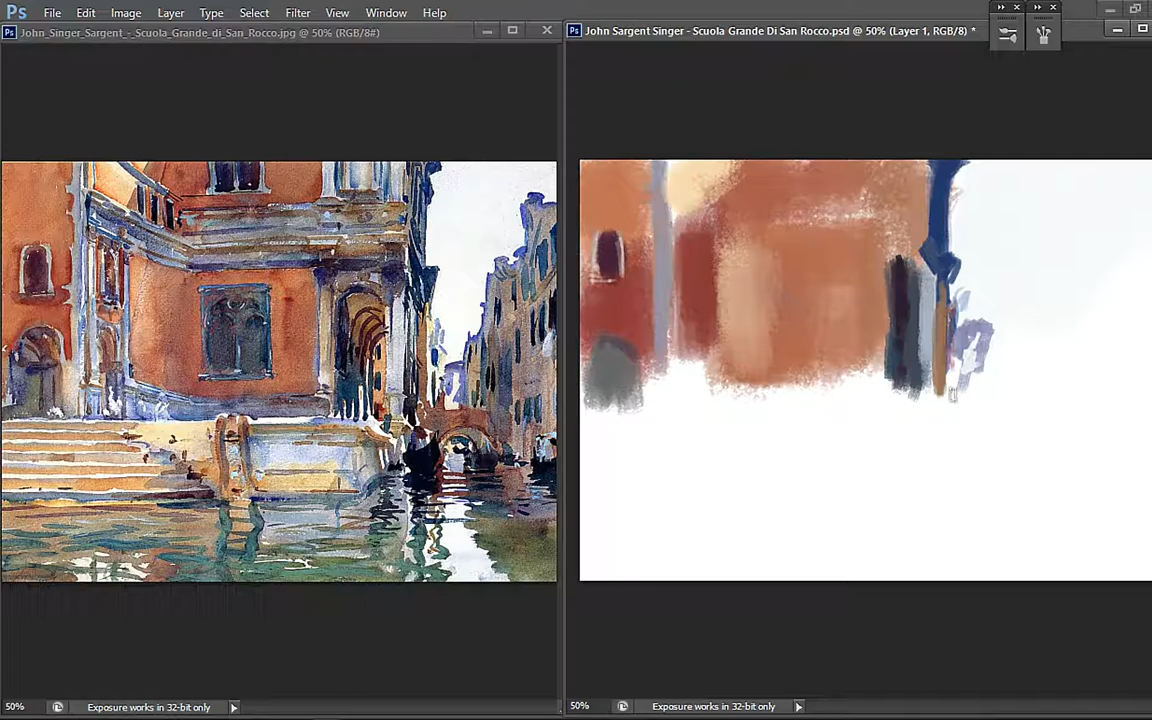 Ps File Edit Image Layer Type Select Filter View Window Help
Ps John_Singer_Sargent_-_Scuola_Grande_di_San_Rocco.jpg @ 50% (RGB/8#)
Ps John Sargent Singer - Scuola Grande Di San Rocco.psd @ 50% (Layer 1, RGB/8) *
50% Exposure works in 32-bit only
50% Exposure works in 32-bit only